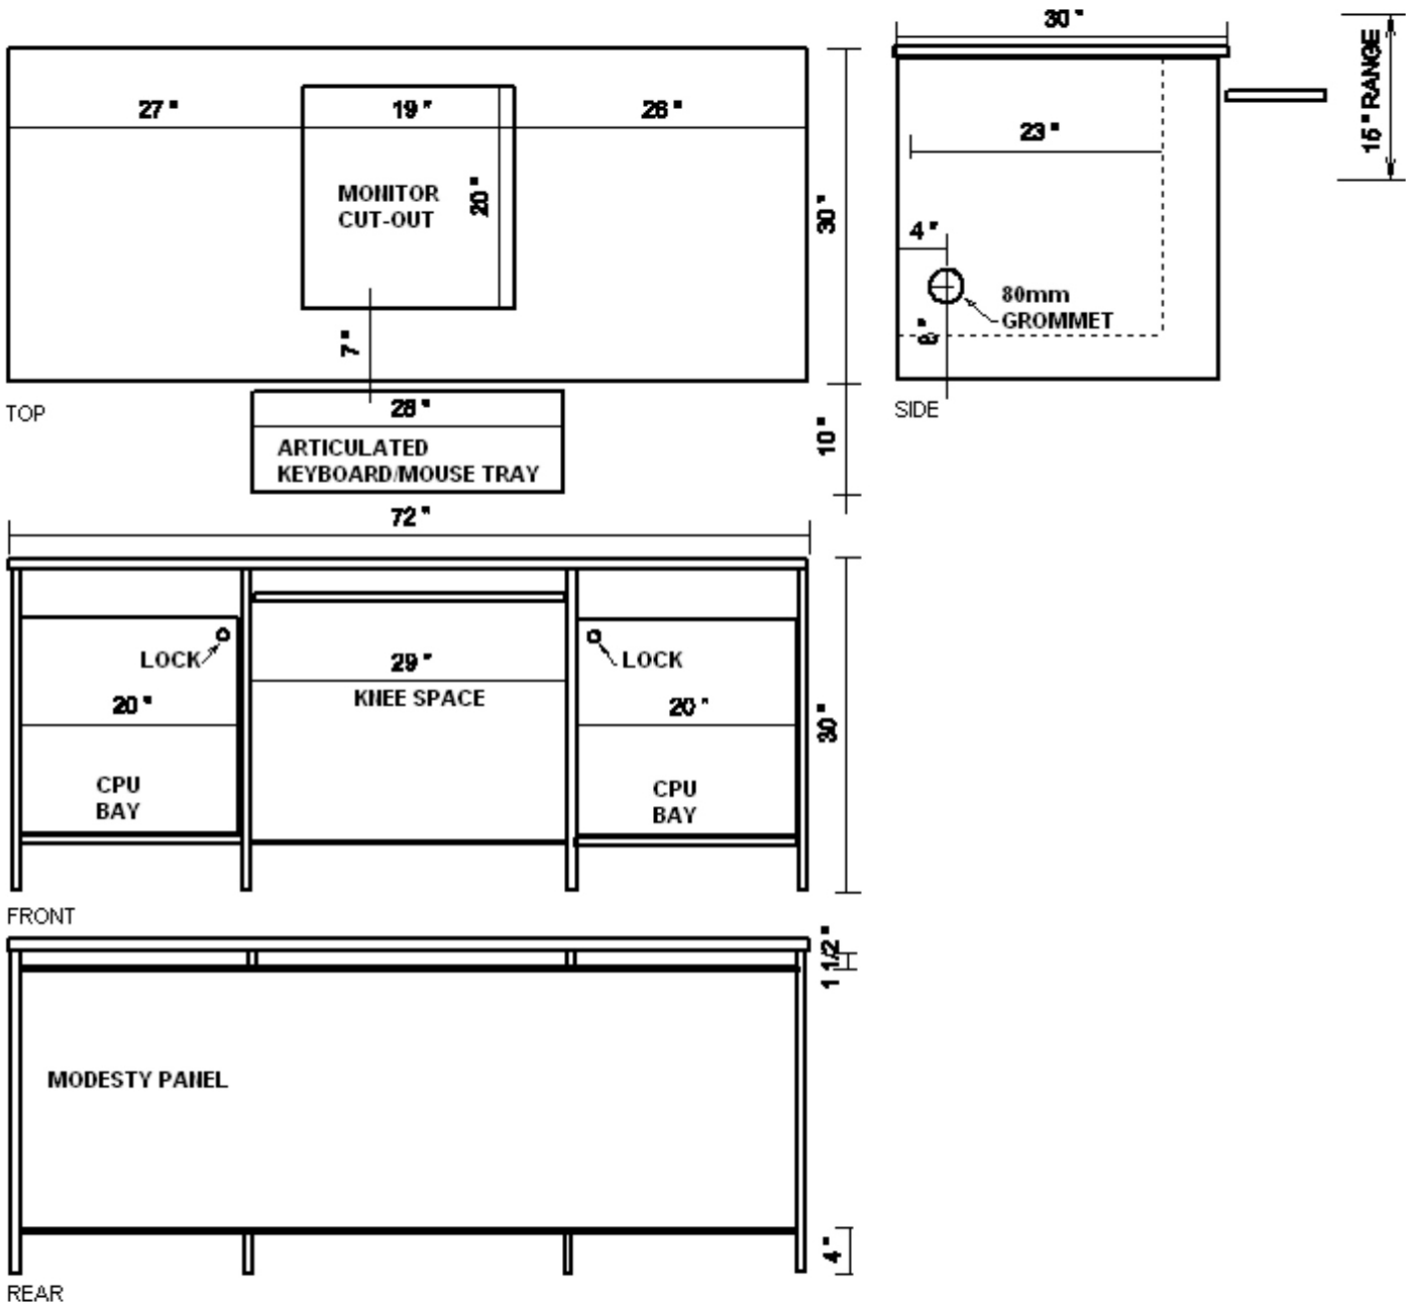 27 "
19 "
26 "
MONITOR
CUT-OUT
20 "
7 "
30 "
TOP
28 "
ARTICULATED
KEYBOARD/MOUSE TRAY
10 "
30 "
15 " RANGE
23 "
4 "
80mm
GROMMET
SIDE
72 "
LOCK
29 "
KNEE SPACE
LOCK
20 "
20 "
CPU
BAY
CPU
BAY
30 "
FRONT
1 1/2 "
MODESTY PANEL
4 "
REAR